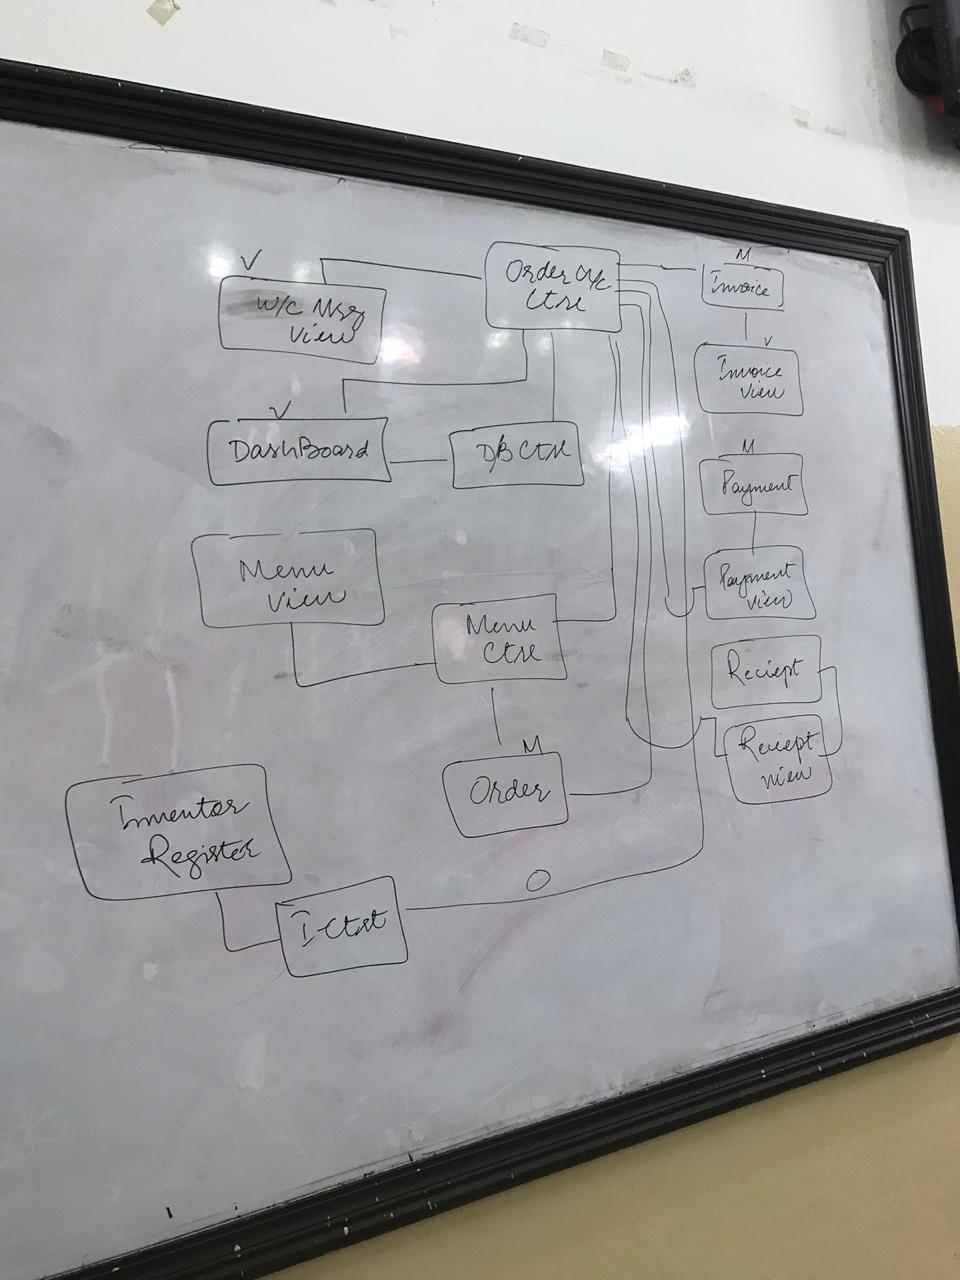 V
W/C Msg
View
Order
Ctrl
M
Invoice
V
Invoice
View
V
DashBoard
D/B Ctrl
M
Payment
Payment
View
Menu
View
Menu
Ctrl
Reciept
Reciept
View
M
Order
Inventor
Register
I-Ctrl